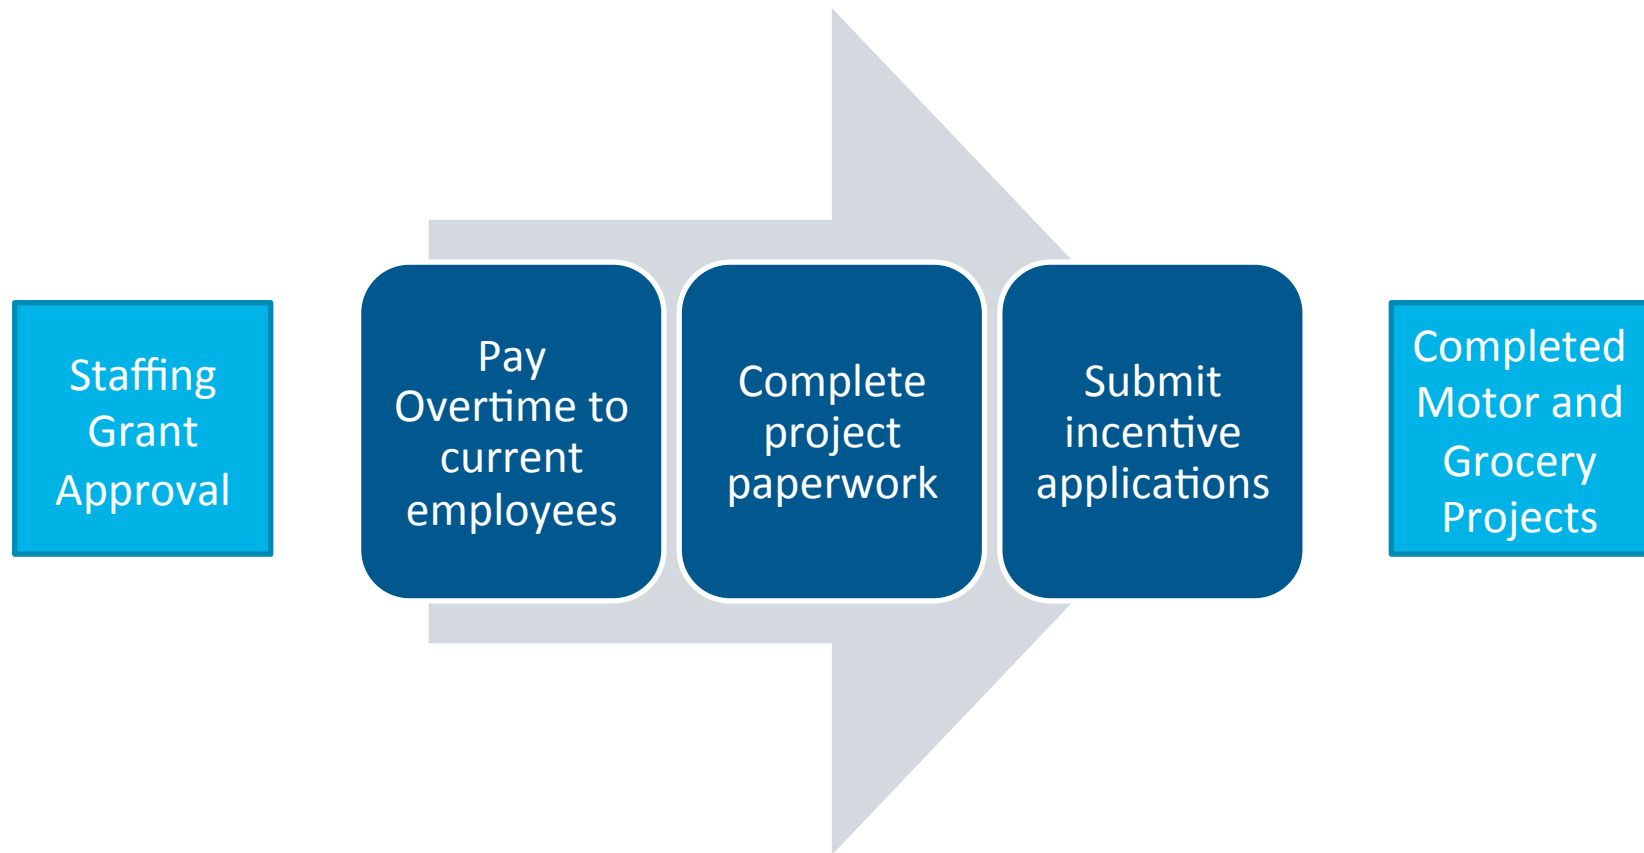 Staffing
Grant
Approval
Pay
Overtime to
current
employees
Complete
project
paperwork
Submit
incentive
applications
Completed
Motor and
Grocery
Projects